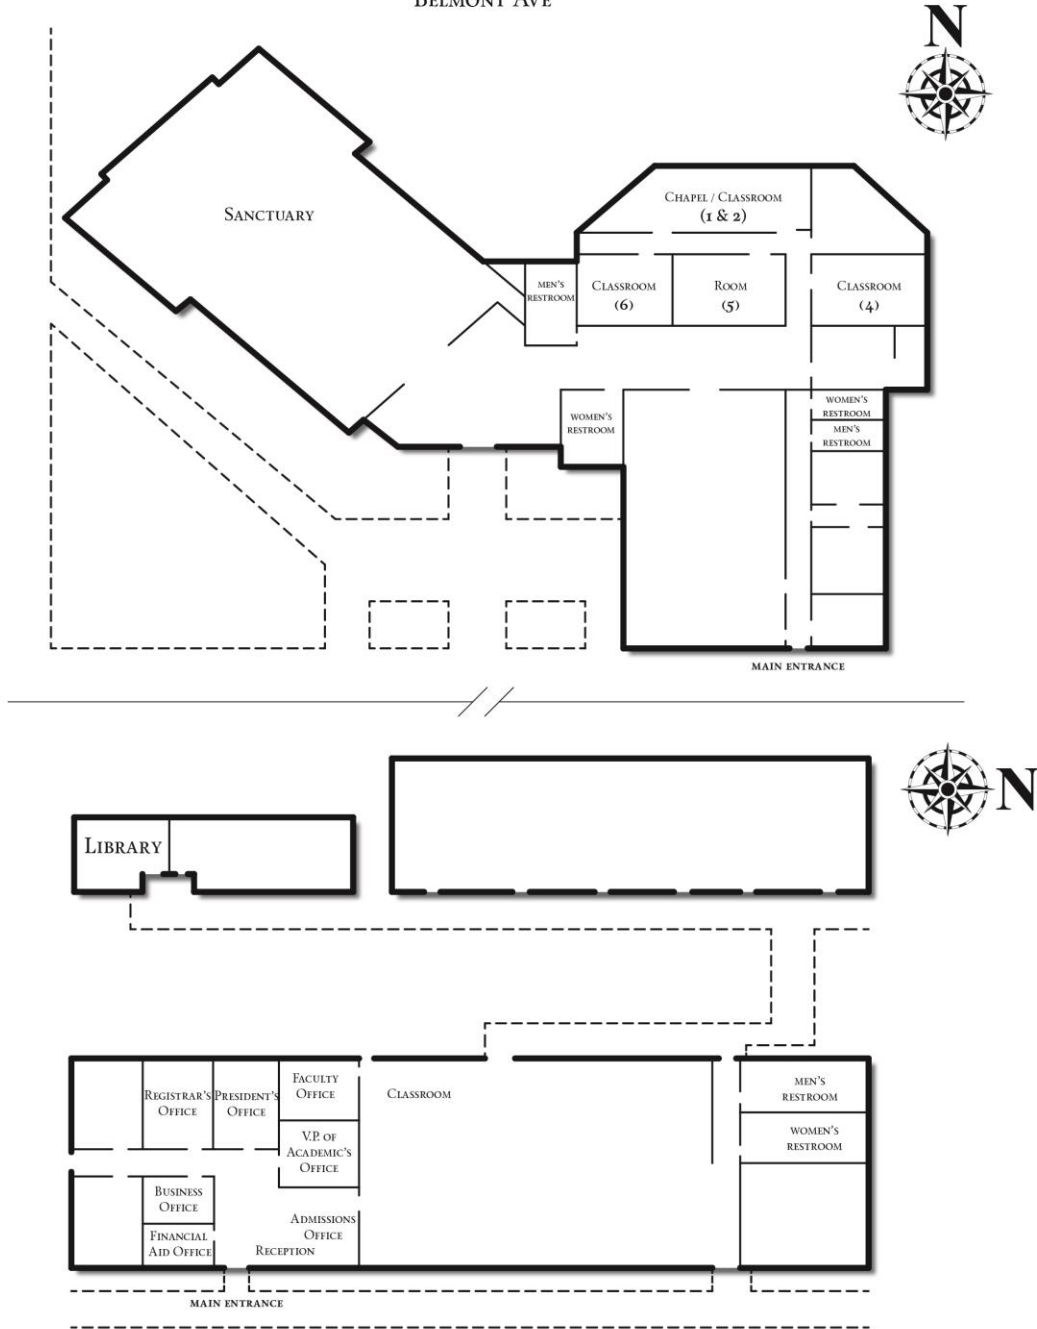 Belmont Ave
N
Sanctuary
Chapel / Classroom
(1 & 2)
men's
restroom
Classroom
(6)
Room
(5)
Classroom
(4)
women's
restroom
women's
restroom
men's
restroom
main entrance
N
Library
Registrar's
Office
President's
Office
Faculty
Office
Classroom
men's
restroom
V.P. of
Academic's
Office
women's
restroom
Business
Office
Financial
Aid Office
Admissions
Office
Reception
main entrance